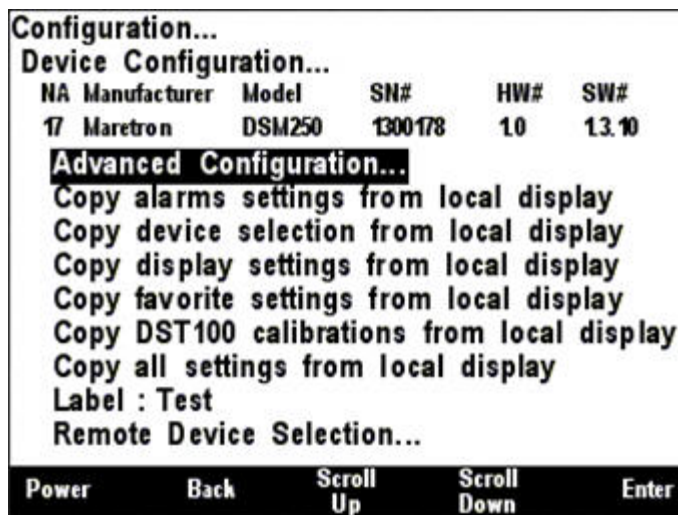 Configuration...
Device Configuration...
NA Manufacturer Model SN# HW# SW#
17 Maretron DSM250 1300178 1.0 1.3.10
Advanced Configuration...
Copy alarms settings from local display
Copy device selection from local display
Copy display settings from local display
Copy favorite settings from local display
Copy DST100 calibrations from local display
Copy all settings from local display
Label : Test
Remote Device Selection...
Power Back Scroll Up Scroll Down Enter